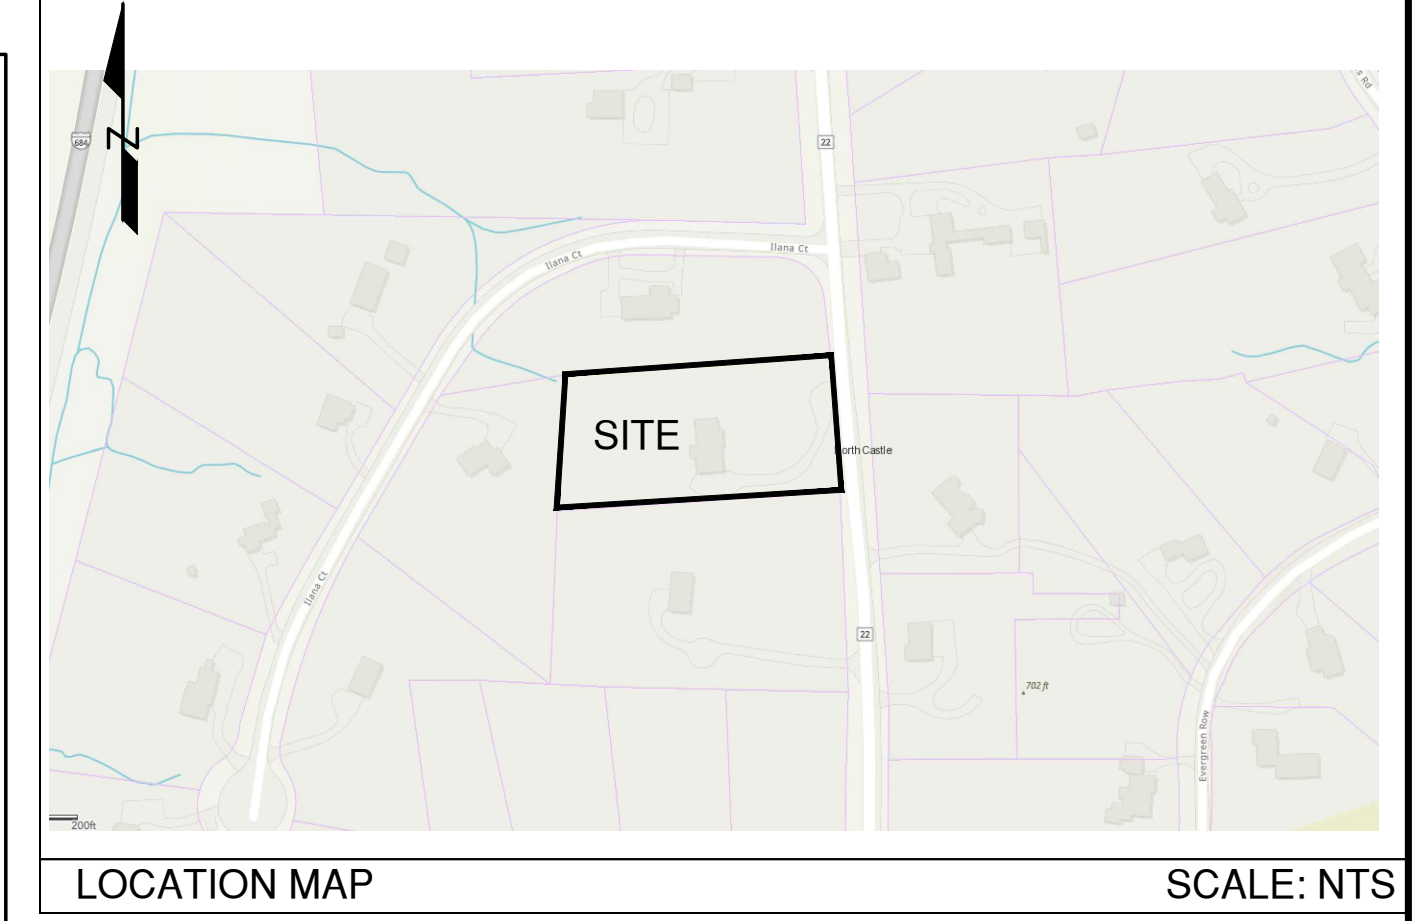 s Rd
684
N
22
Ilana Ct
Ilana Ct
SITE
orth Castle
Ilana Ct
22
702 ft
Evergreen Row
200ft
LOCATION MAP
SCALE: NTS